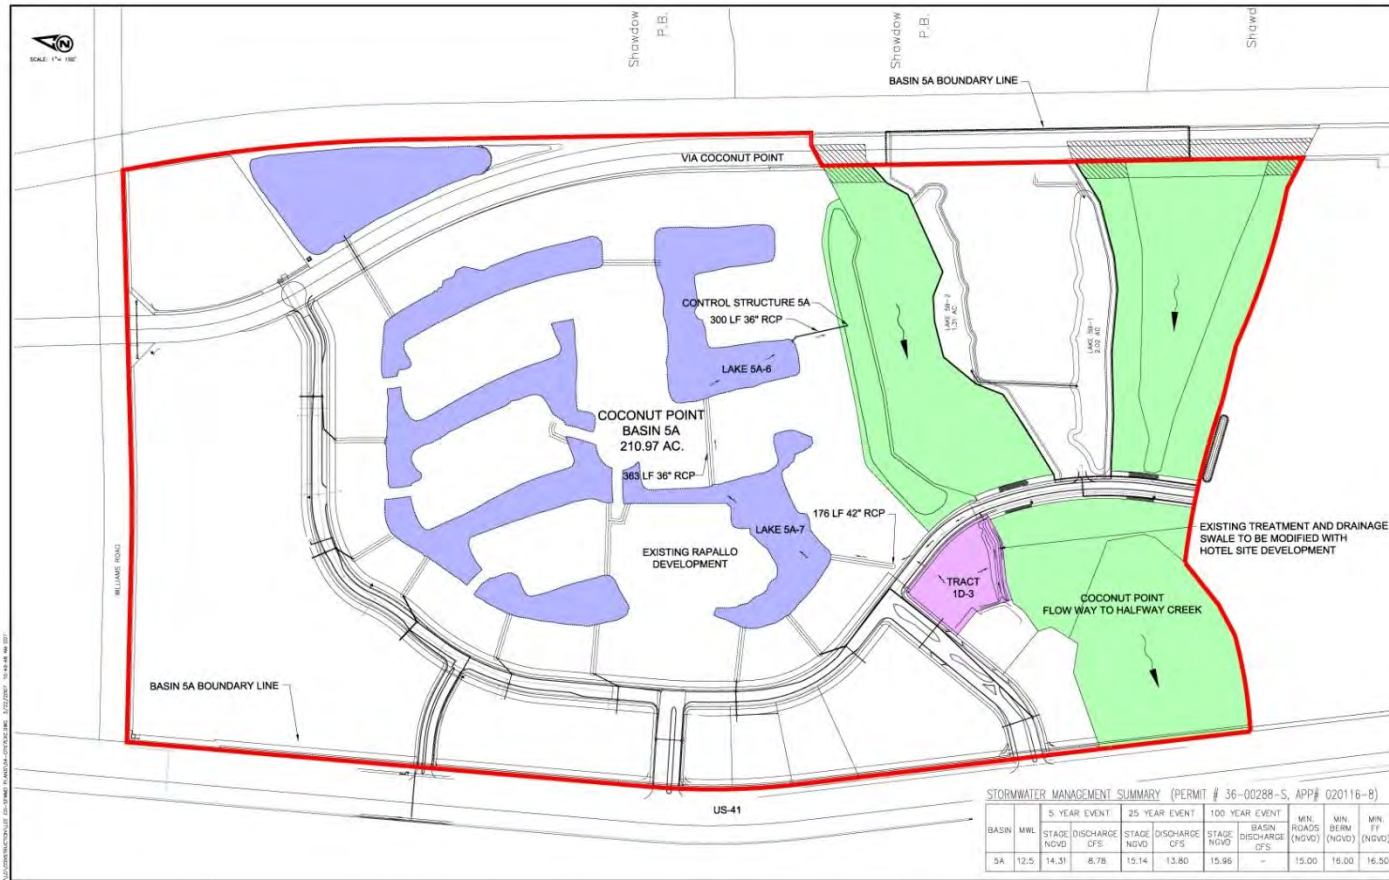 SCALE: 1"= 150'
Shawdow
P.B.
Shawdow
P.B.
Shawd
BASIN 5A BOUNDARY LINE
VIA COCONUT POINT
CONTROL STRUCTURE 5A
300 LF 36" RCP
LAKE 5B-2
1.31 AC
LAKE 5B-1
2.02 AC
LAKE 5A-6
COCONUT POINT
BASIN 5A
210.97 AC.
363 LF 36" RCP
176 LF 42" RCP
LAKE 5A-7
EXISTING TREATMENT AND DRAINAGE
SWALE TO BE MODIFIED WITH
HOTEL SITE DEVELOPMENT
EXISTING RAPALLO
DEVELOPMENT
WILLIAMS ROAD
TRACT
1D-3
COCONUT POINT
FLOW WAY TO HALFWAY CREEK
BASIN 5A BOUNDARY LINE
US-41
STORMWATER MANAGEMENT SUMMARY (PERMIT # 36-00288-S, APP# 020116-8)
BASIN MWL 5 YEAR EVENT 25 YEAR EVENT 100 YEAR EVENT MIN. ROADS (NGVD) MIN. BERM (NGVD) MIN. FF (NGVD)
STAGE NGVD DISCHARGE CFS STAGE NGVD DISCHARGE CFS STAGE NGVD BASIN DISCHARGE CFS
5A 12.5 14.31 8.78 15.14 13.80 15.96 - 15.00 16.00 16.50